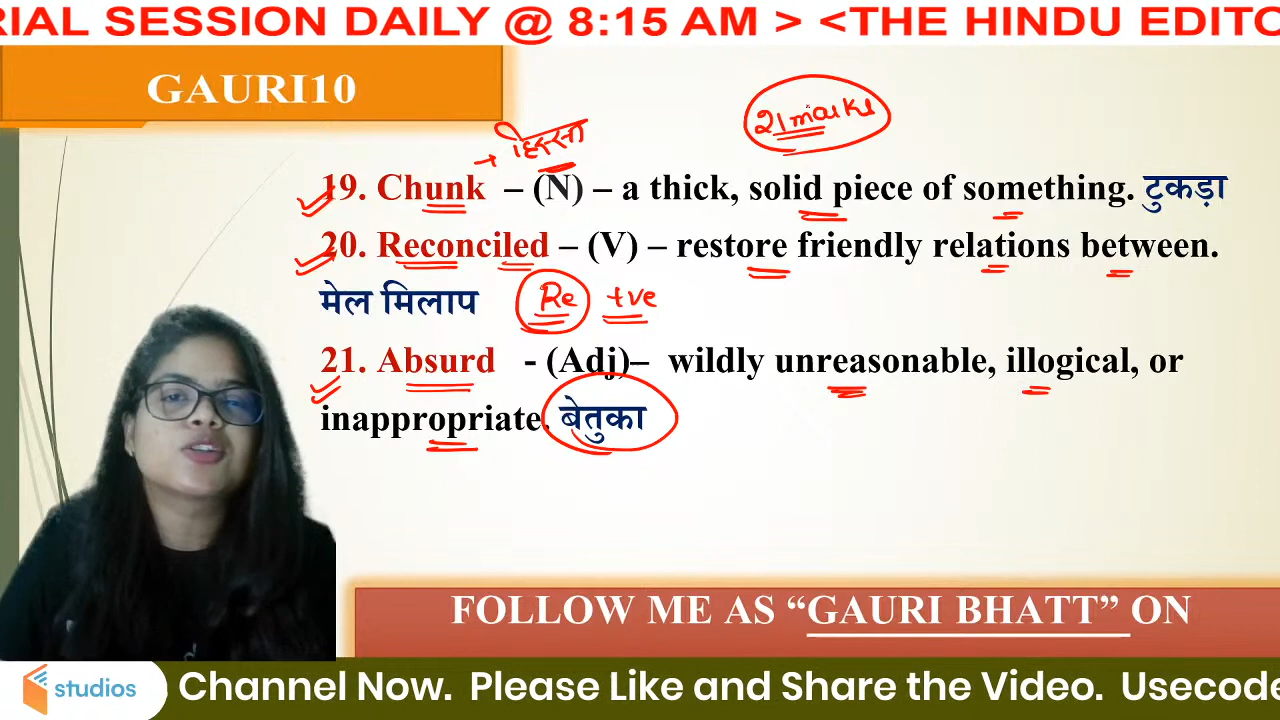 RIAL SESSION DAILY @ 8:15 AM > <THE HINDU EDITO
GAURI10
21 marks
हिस्सा
19. Chunk – (N) – a thick, solid piece of something. टुकड़ा
20. Reconciled – (V) – restore friendly relations between.
मेल मिलाप Re +ve
21. Absurd - (Adj)– wildly unreasonable, illogical, or
inappropriate. बेतुका
FOLLOW ME AS “GAURI BHATT” ON
studios
Channel Now. Please Like and Share the Video. Usecode